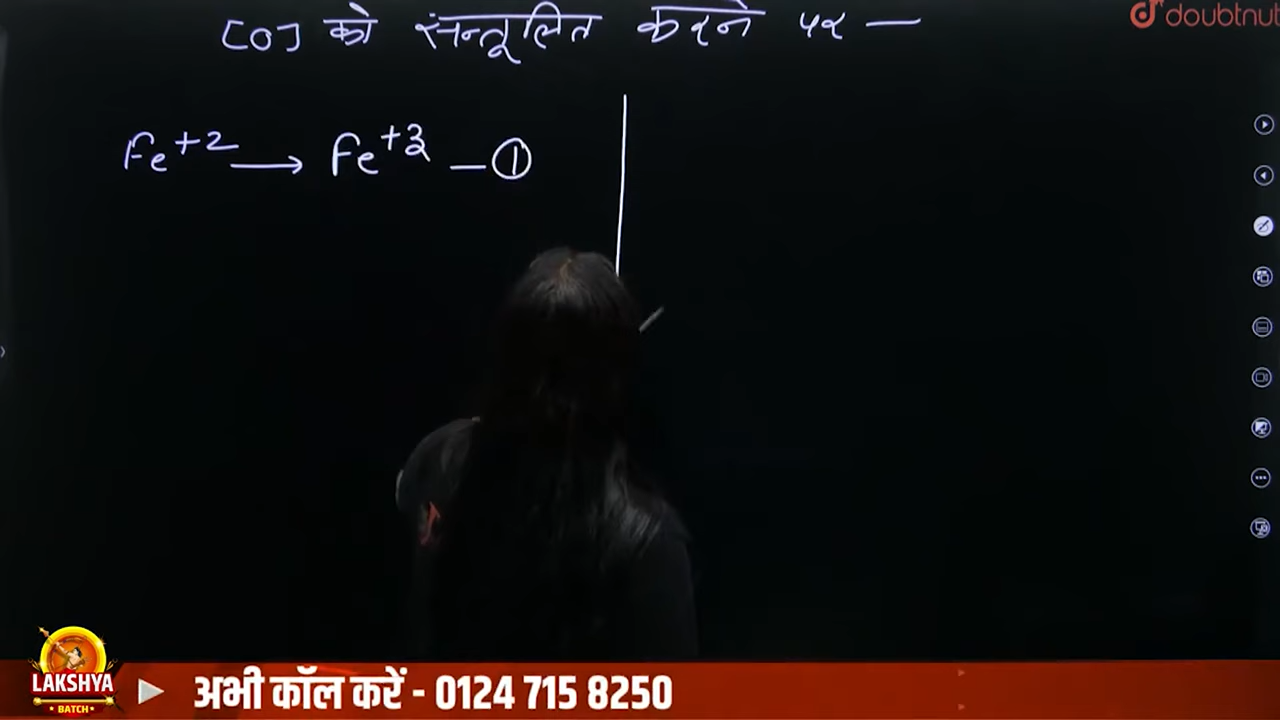 [O] को सन्तूलित करने पर —
doubtnut
Fe⁺² → Fe⁺³ — ①
LAKSHYA
BATCH
अभी कॉल करें - 0124 715 8250